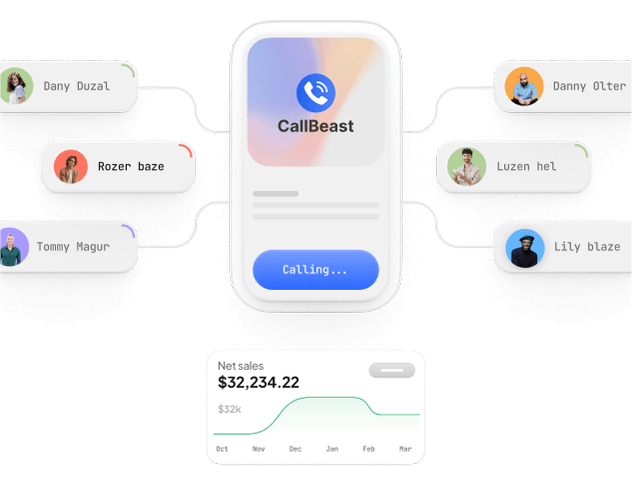 Dany Duzal
Danny Olter
CallBeast
Rozer baze
Luzen hel
Tommy Magur
Lily blaze
Calling...
Net sales
$32,234.22
$32k
Oct Nov Dec Jan Feb Mar